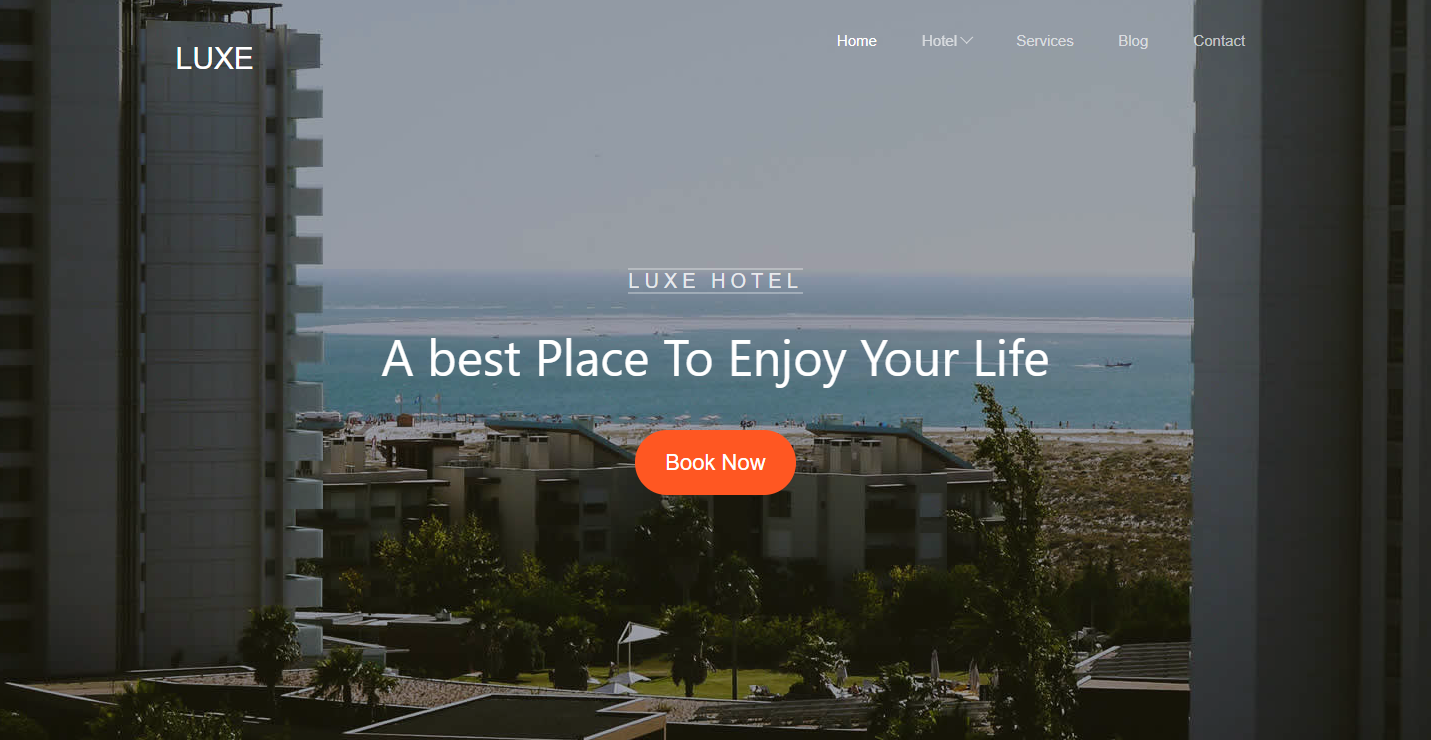 LUXE
Home Hotel Services Blog Contact
LUXE HOTEL
A best Place To Enjoy Your Life
Book Now